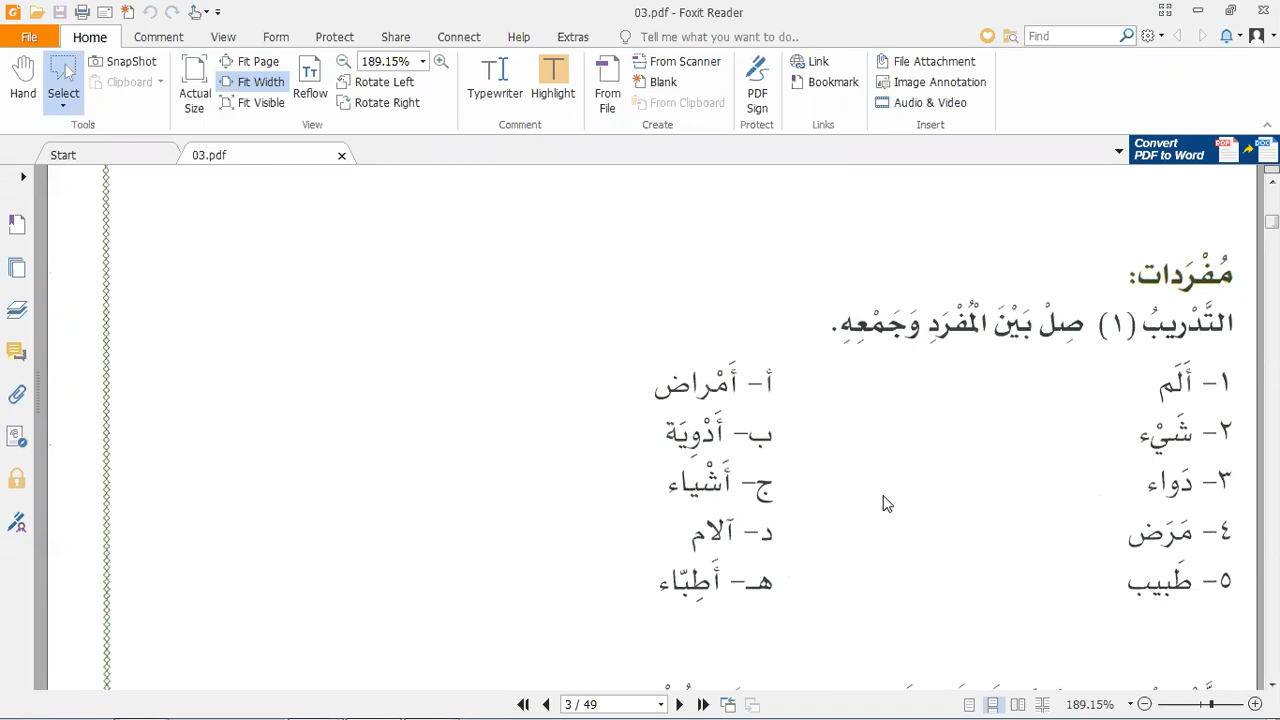 03.pdf - Foxit Reader
File Home Comment View Form Protect Share Connect Help Extras Tell me what you want to do.. Find
Hand Select SnapShot Clipboard Tools
Actual Size Fit Page Fit Width Fit Visible Reflow 189.15% Rotate Left Rotate Right View
Typewriter Highlight Comment
From File From Scanner Blank From Clipboard Create
PDF Sign Protect
Link Bookmark Links
File Attachment Image Annotation Audio & Video Insert
Start 03.pdf
Convert PDF to Word
مُفْرَدات:
التَّدْريبُ (١) صِلْ بَيْنَ الْمُفْرَدِ وَجَمْعِهِ.
١- أَلَم أ- أَمْراض
٢- شَيْء ب- أَدْوِيَة
٣- دَواء ج- أَشْياء
٤- مَرَض د- آلام
٥- طَبيب هـ- أَطِبّاء
3 / 49 189.15%